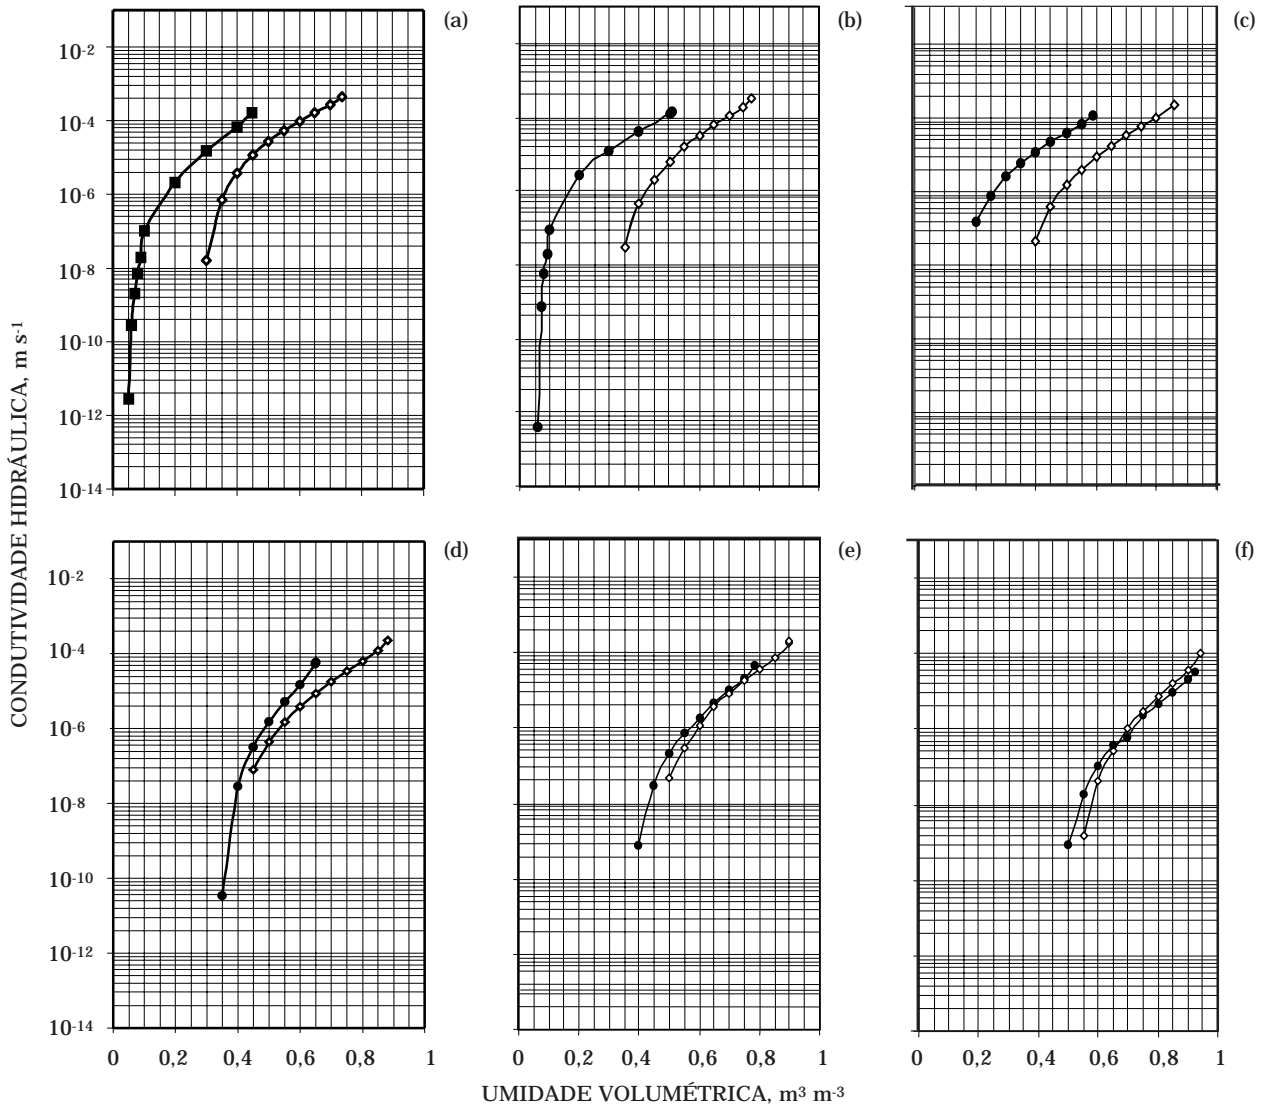 (a)
(b)
(c)
10-2
10-4
10-6
10-8
10-10
10-12
10-14
CONDUTIVIDADE HIDRÁULICA, m s-1
(d)
(e)
(f)
10-2
10-4
10-6
10-8
10-10
10-12
10-14
0 0,2 0,4 0,6 0,8 1
0 0,2 0,4 0,6 0,8 1
0,2 0,4 0,6 0,8 1
UMIDADE VOLUMÉTRICA, m³ m-3